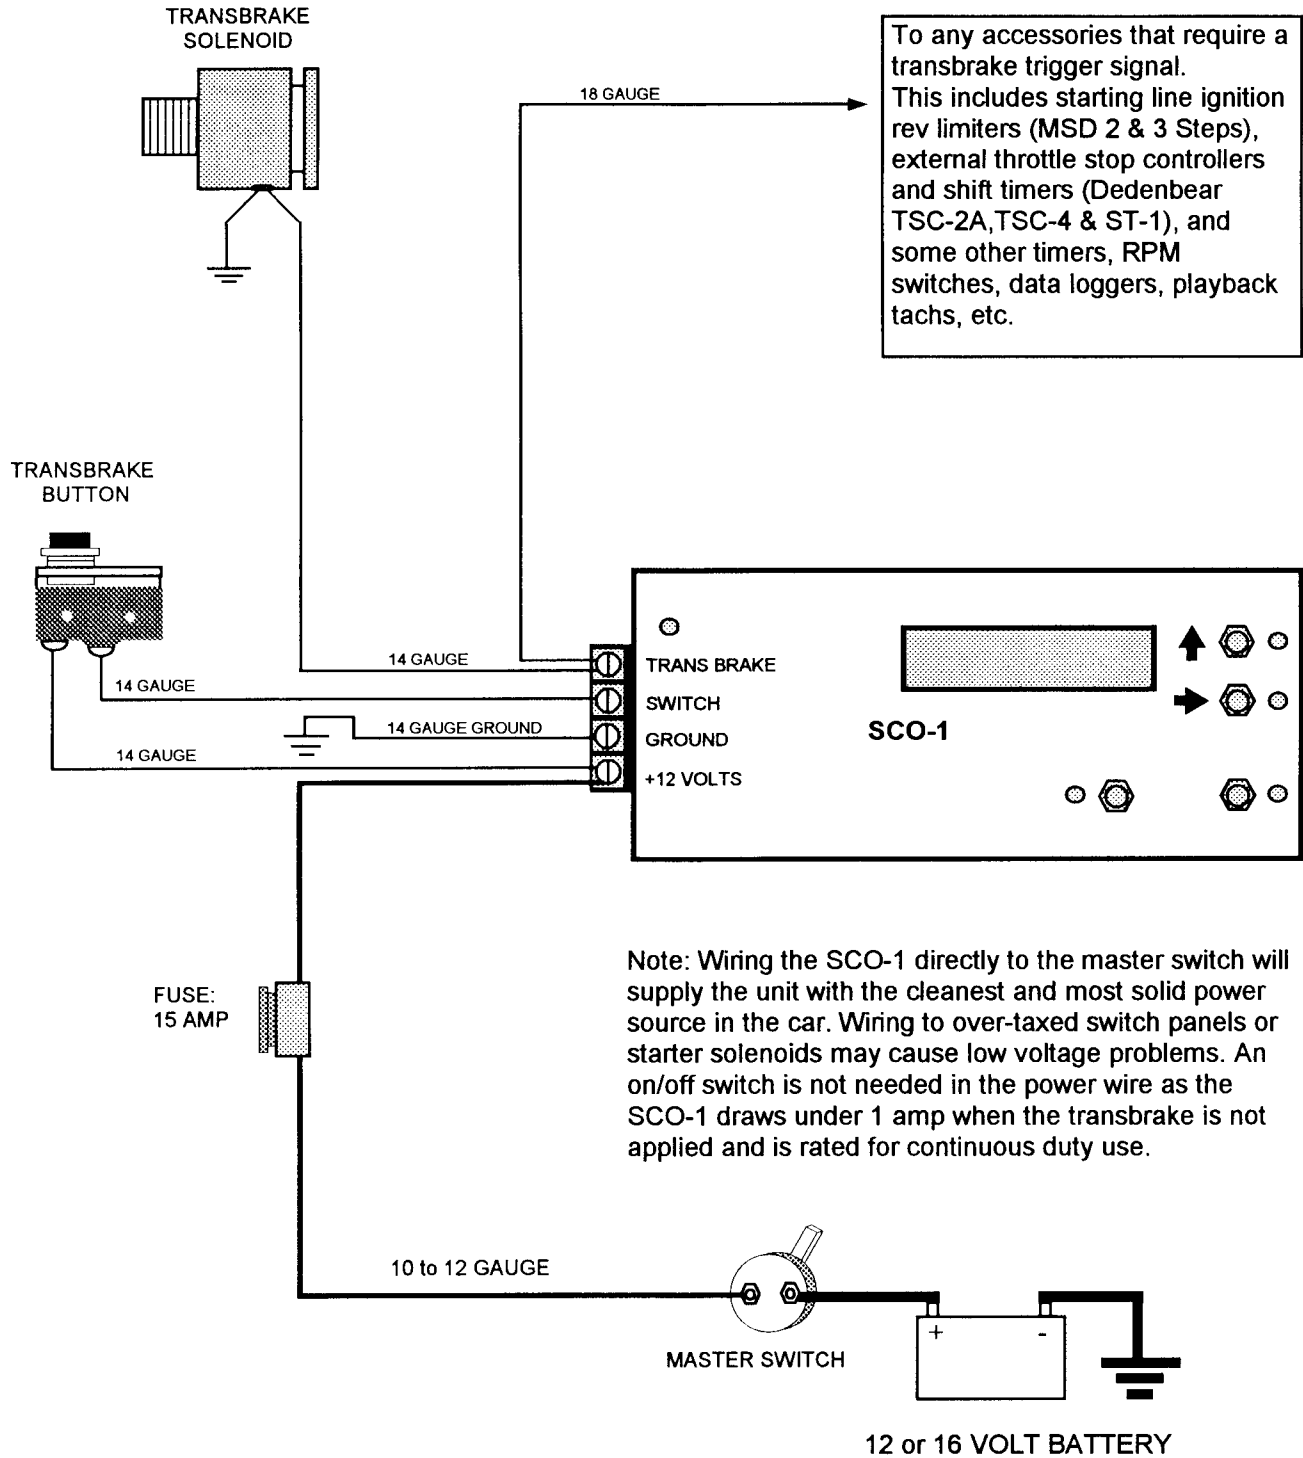 TRANSBRAKE
SOLENOID
18 GAUGE
To any accessories that require a
transbrake trigger signal.
This includes starting line ignition
rev limiters (MSD 2 & 3 Steps),
external throttle stop controllers
and shift timers (Dedenbear
TSC-2A,TSC-4 & ST-1), and
some other timers, RPM
switches, data loggers, playback
tachs, etc.
TRANSBRAKE
BUTTON
14 GAUGE
14 GAUGE
14 GAUGE GROUND
14 GAUGE
TRANS BRAKE
SWITCH
GROUND
+12 VOLTS
SCO-1
FUSE:
15 AMP
Note: Wiring the SCO-1 directly to the master switch will
supply the unit with the cleanest and most solid power
source in the car. Wiring to over-taxed switch panels or
starter solenoids may cause low voltage problems. An
on/off switch is not needed in the power wire as the
SCO-1 draws under 1 amp when the transbrake is not
applied and is rated for continuous duty use.
10 to 12 GAUGE
MASTER SWITCH
+ -
12 or 16 VOLT BATTERY